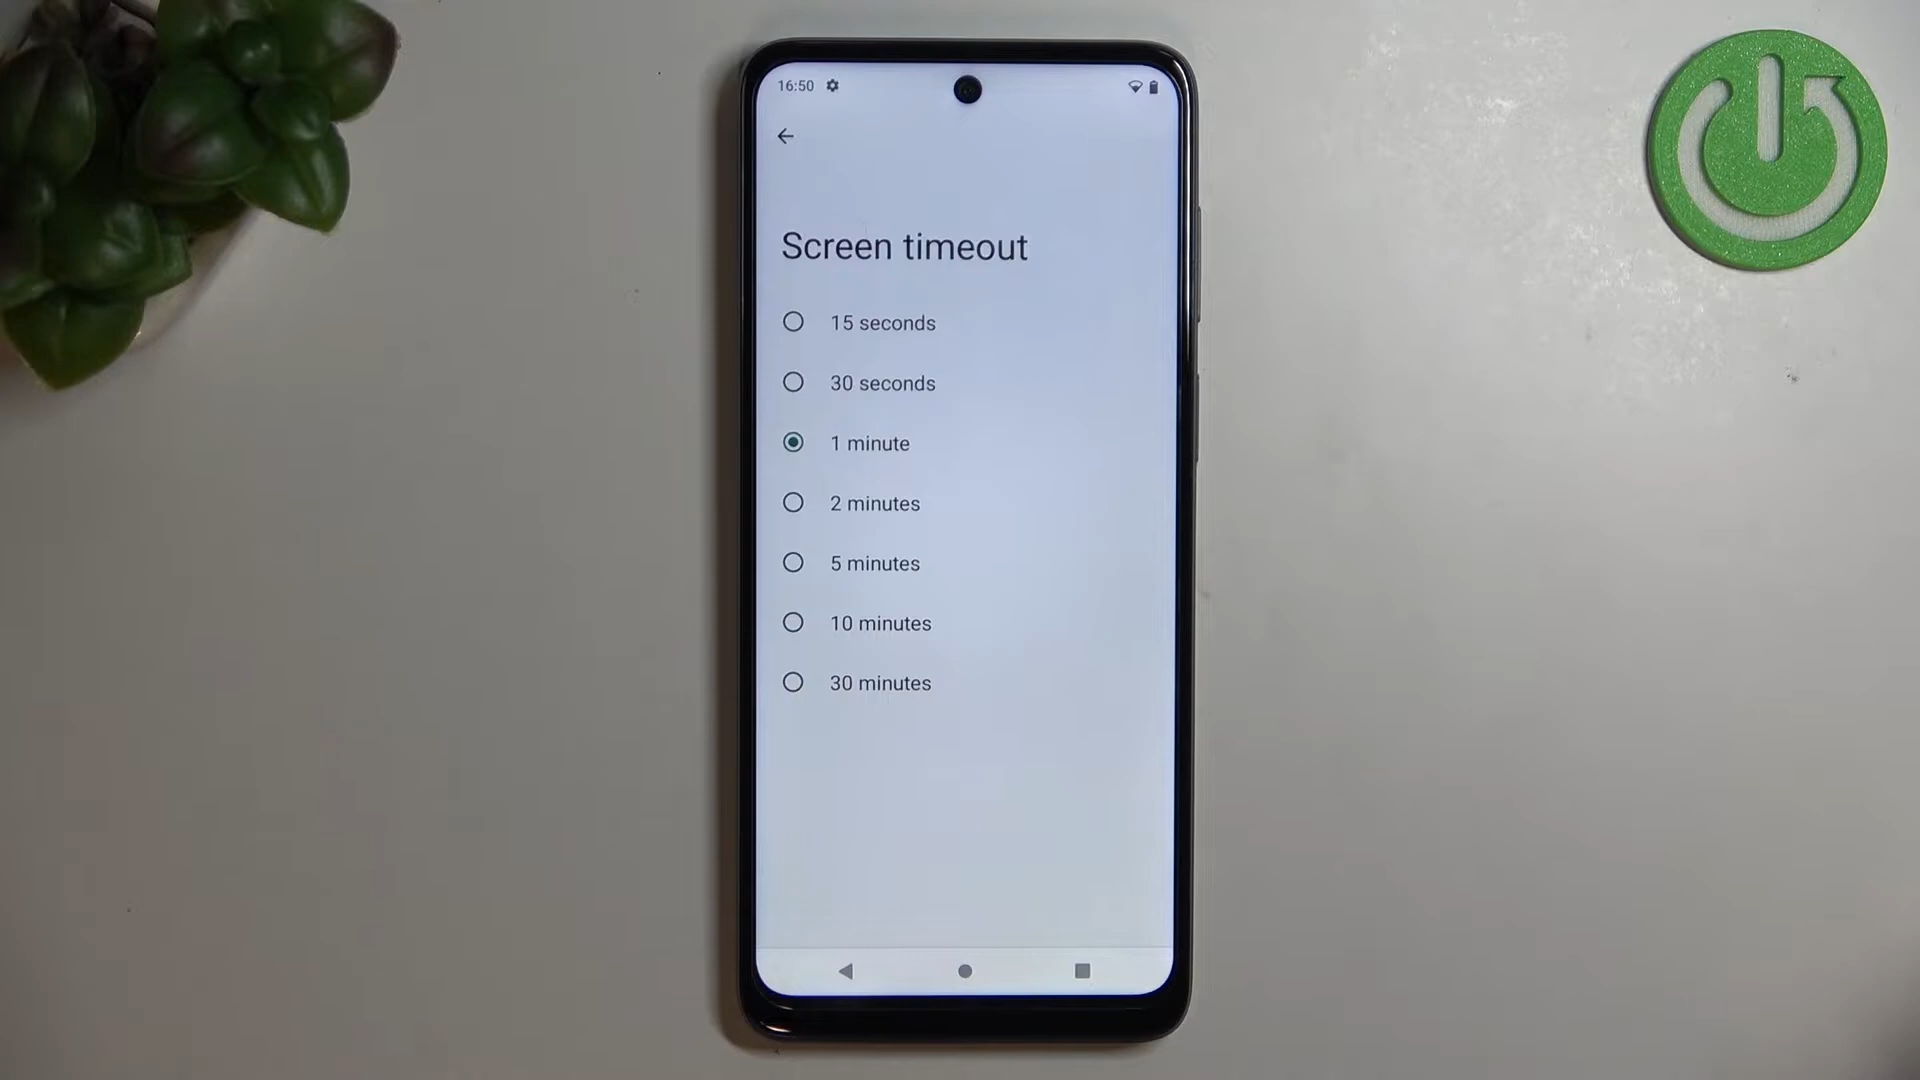 16:50
Screen timeout
15 seconds
30 seconds
1 minute
2 minutes
5 minutes
10 minutes
30 minutes